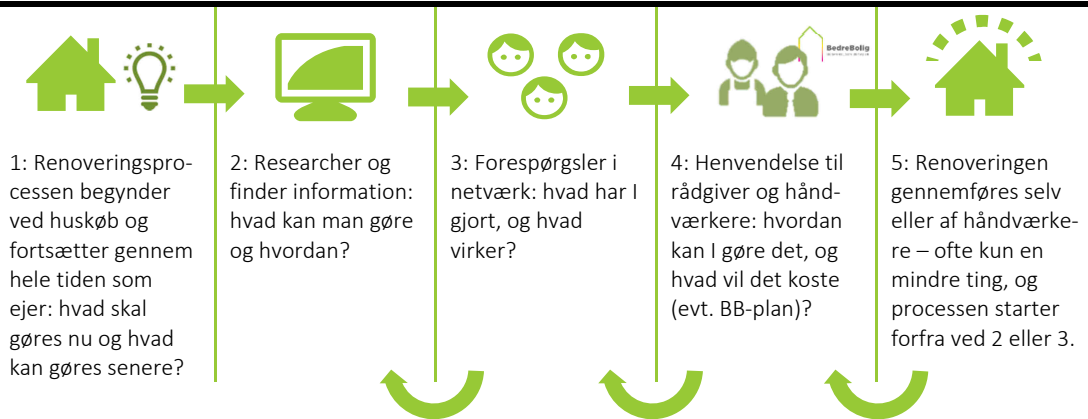 BedreBolig
1: Renoveringspro-
cessen begynder
ved huskøb og
fortsætter gennem
hele tiden som
ejer: hvad skal
gøres nu og hvad
kan gøres senere?
2: Researcher og
finder information:
hvad kan man gøre
og hvordan?
3: Forespørgsler i
netværk: hvad har I
gjort, og hvad
virker?
4: Henvendelse til
rådgiver og hånd-
værkere: hvordan
kan I gøre det, og
hvad vil det koste
(evt. BB-plan)?
5: Renoveringen
gennemføres selv
eller af håndværke-
re – ofte kun en
mindre ting, og
processen starter
forfra ved 2 eller 3.